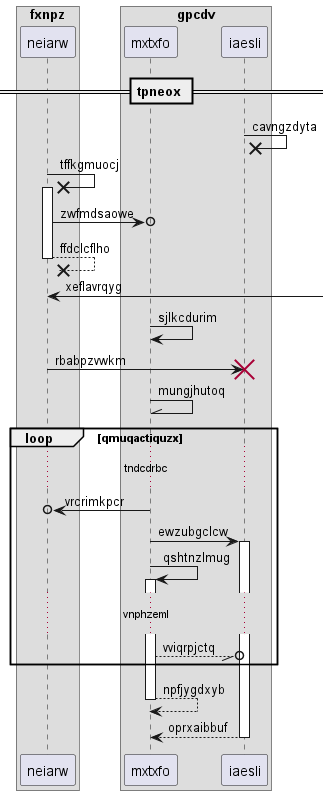 fxnpz gpcdv
neiarw mxtxfo iaesli
tpneox
cavngzdyta
tffkgmuocj
zwfmdsaowe
ffdclcflho
xeflavrqyg
sjlkcdurim
rbabpzvwkm
mungjhutoq
loop [qmuqactiquzx]
tndcdrbc
vrcrimkpcr
ewzubgclcw
qshtnzlmug
vnphzeml
vviqrpjctq
npfjygdxyb
oprxaibbuf
neiarw mxtxfo iaesli